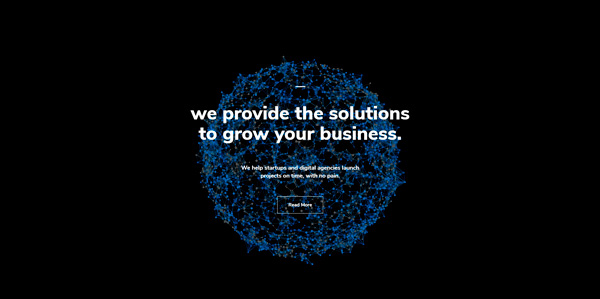 we provide the solutions
to grow your business.
We help startups and digital agencies launch
projects on time, with no pain.
Read More